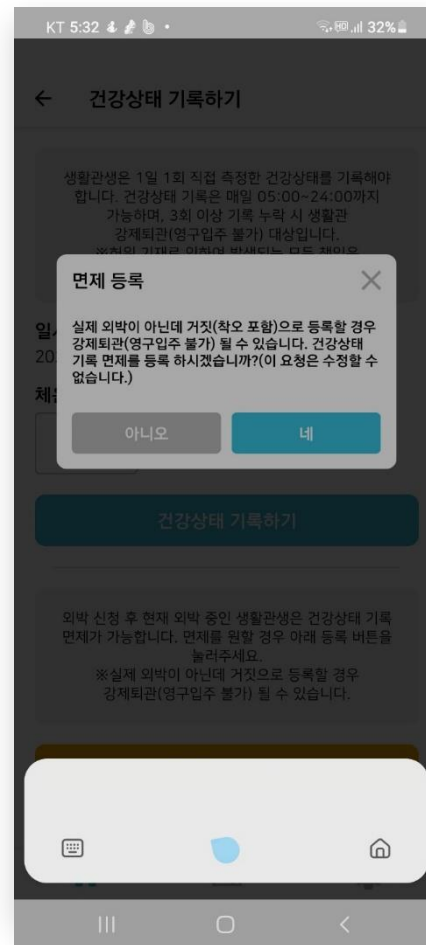 KT 5:32
32%
건강상태 기록하기
생활관생은 1일 1회 직접 측정한 건강상태를 기록해야
합니다. 건강상태 기록은 매일 05:00~24:00까지
가능하며, 3회 이상 기록 누락 시 생활관
강제퇴관(영구입주 불가) 대상입니다.
면제 등록
실제 외박이 아닌데 거짓(착오 포함)으로 등록할 경우
강제퇴관(영구입주 불가) 될 수 있습니다. 건강상태
기록 면제를 등록 하시겠습니까?(이 요청은 수정할 수
없습니다.)
아니오
네
건강상태 기록하기
외박 신청 후 현재 외박 중인 생활관생은 건강상태 기록
면제가 가능합니다. 면제를 원할 경우 아래 등록 버튼을
눌러주세요.
※실제 외박이 아닌데 거짓으로 등록할 경우
강제퇴관(영구입주 불가) 될 수 있습니다.